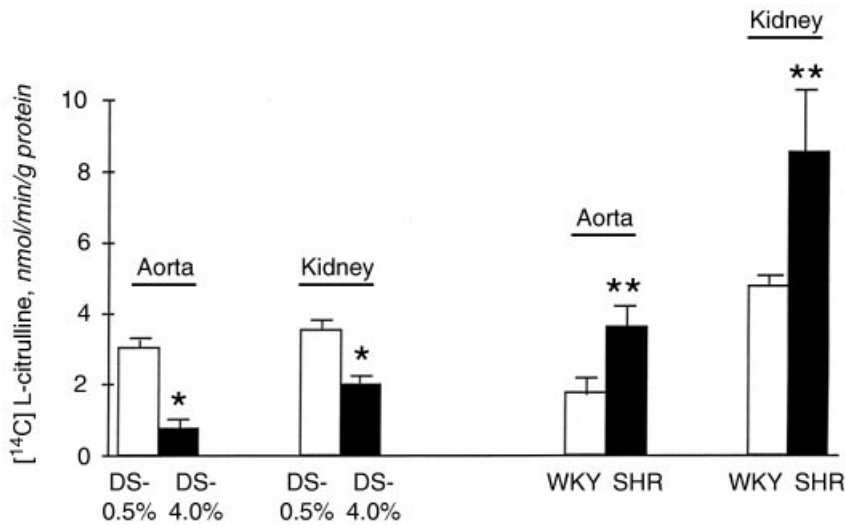 Kidney
**
[14C] L-citrulline, nmol/min/g protein
10
8
6
4
2
0
Aorta
*
Kidney
*
Aorta
**
DS-
0.5%
DS-
4.0%
DS-
0.5%
DS-
4.0%
WKY SHR
WKY SHR